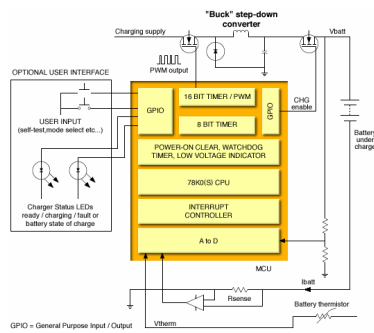 "Buck" step-down
converter
Charging supply
Vbatt
OPTIONAL USER INTERFACE
PWM output
16 BIT TIMER / PWM
GPIO
GPIO
CHG
enable
8 BIT TIMER
USER INPUT
(self-test,mode select etc...)
POWER-ON CLEAR, WATCHDOG
TIMER, LOW VOLTAGE INDICATOR
Battery
under
charge
78K0(S) CPU
Charger Status LEDs
ready / charging / fault or
battery state of charge
INTERRUPT
CONTROLLER
A to D
MCU
Ibatt
Rsense
Battery thermistor
Vtherm
GPIO = General Purpose Input / Output